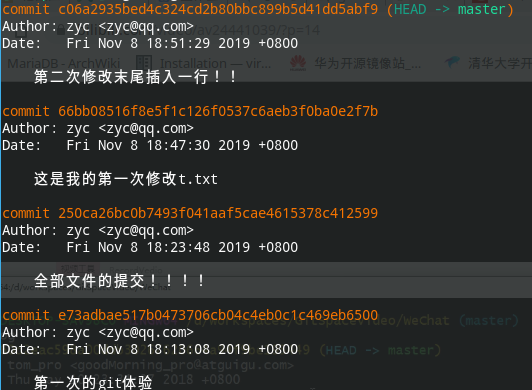 commit c06a2935bed4c324cd2b80bbc899b5d41dd5abf9 (HEAD -> master)
Author: zyc <zyc@qq.com>
Date:   Fri Nov 8 18:51:29 2019 +0800
第二次修改末尾插入一行！！
commit 66bb08516f8e5f1c126f0537c6aeb3f0ba0e2f7b
Author: zyc <zyc@qq.com>
Date:   Fri Nov 8 18:47:30 2019 +0800
这是我的第一次修改t.txt
commit 250ca26bc0b7493f041aaf5cae4615378c412599
Author: zyc <zyc@qq.com>
Date:   Fri Nov 8 18:23:48 2019 +0800
全部文件的提交！！！！
commit e73adbae517b0473706cb04c4eb0c1c469eb6500
Author: zyc <zyc@qq.com>
Date:   Fri Nov 8 18:13:08 2019 +0800
第一次的git体验